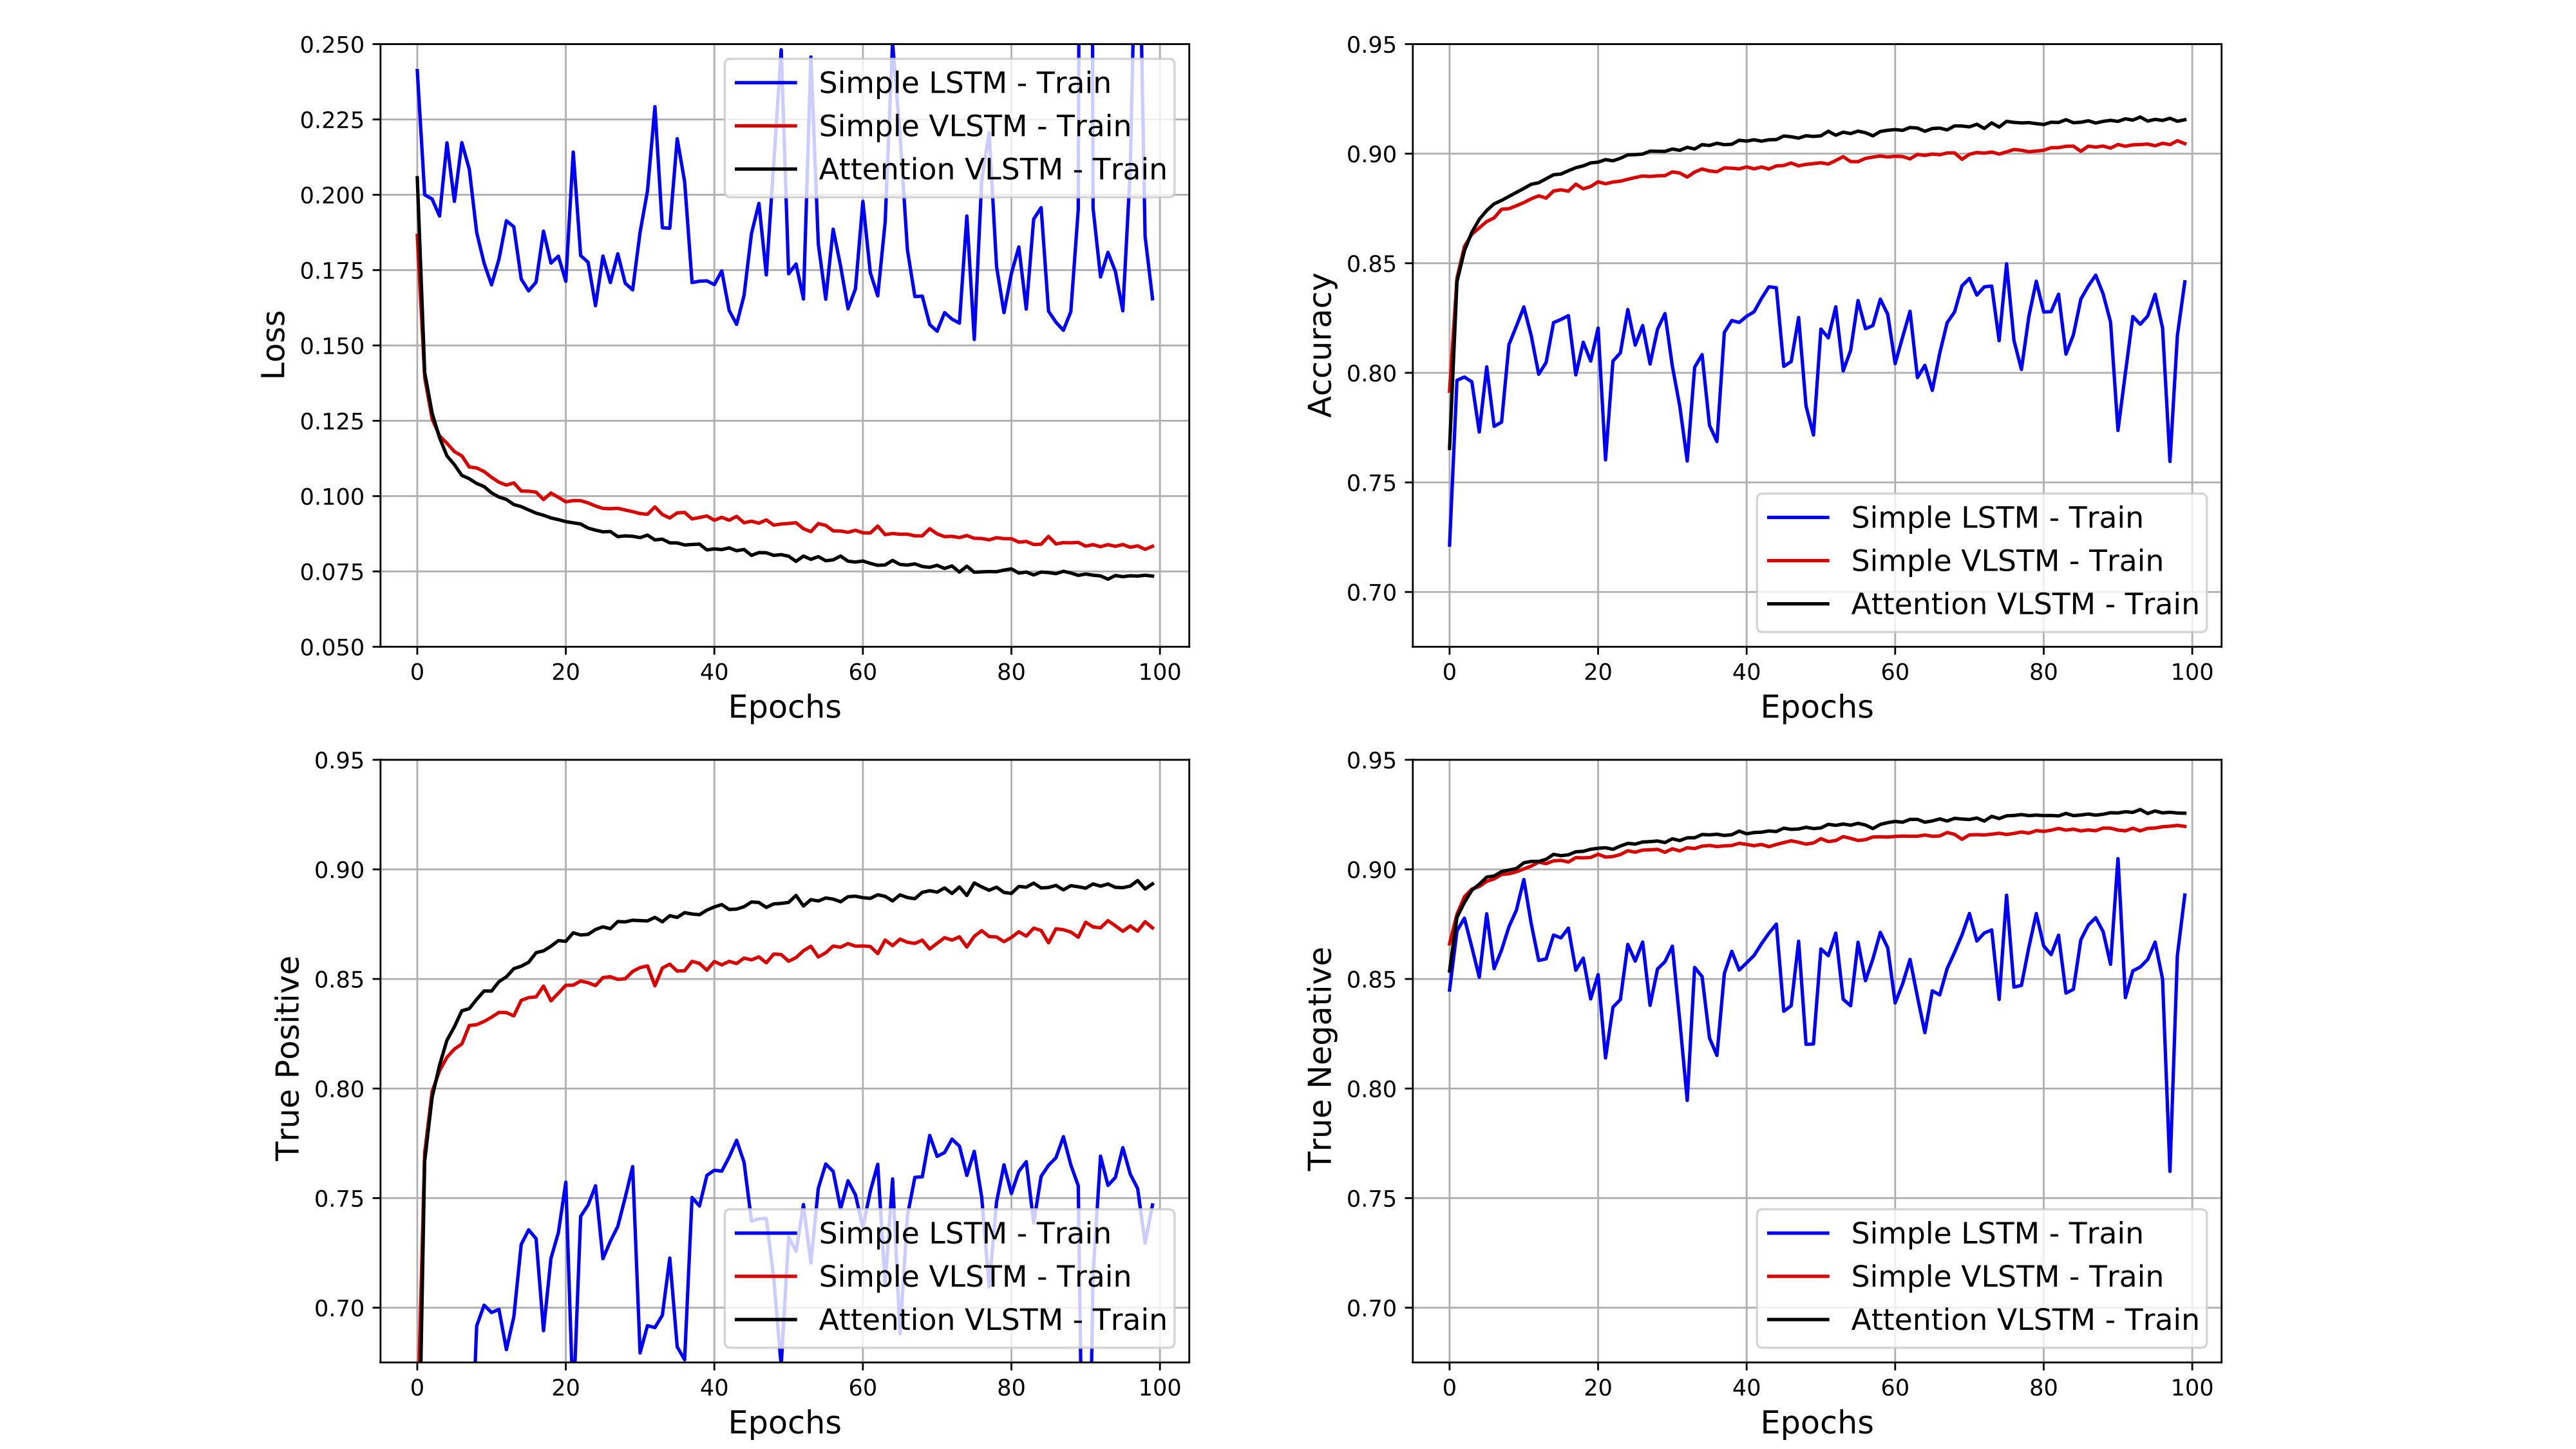 0.250
0.225
0.200
0.175
0.150
0.125
0.100
0.075
0.050
Loss
0 20 40 60 80 100
Epochs
Simple LSTM - Train
Simple VLSTM - Train
Attention VLSTM - Train
0.95
0.90
0.85
0.80
0.75
0.70
Accuracy
0 20 40 60 80 100
Epochs
Simple LSTM - Train
Simple VLSTM - Train
Attention VLSTM - Train
0.95
0.90
0.85
0.80
0.75
0.70
True Positive
0 20 40 60 80 100
Epochs
Simple LSTM - Train
Simple VLSTM - Train
Attention VLSTM - Train
0.95
0.90
0.85
0.80
0.75
0.70
True Negative
0 20 40 60 80 100
Epochs
Simple LSTM - Train
Simple VLSTM - Train
Attention VLSTM - Train